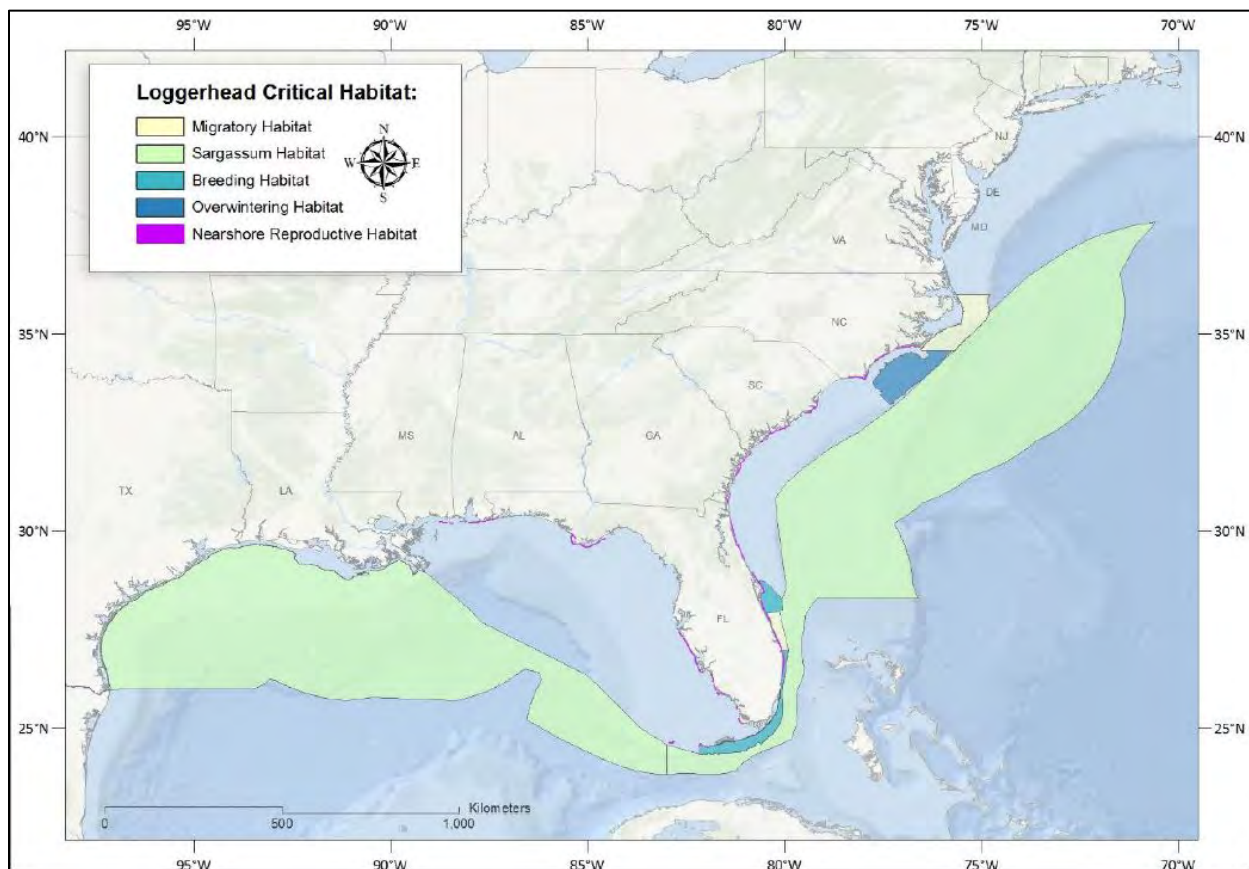 95°W 90°W 85°W 80°W 75°W 70°W
Loggerhead Critical Habitat:
Migratory Habitat
Sargassum Habitat
Breeding Habitat
Overwintering Habitat
Nearshore Reproductive Habitat
N
W E
S
40°N 40°N
NJ
DE
MD
VA
35°N 35°N
NC
SC
MS AL GA
TX LA
30°N 30°N
FL
25°N 25°N
Kilometers
0 500 1,000
95°W 90°W 85°W 80°W 75°W 70°W